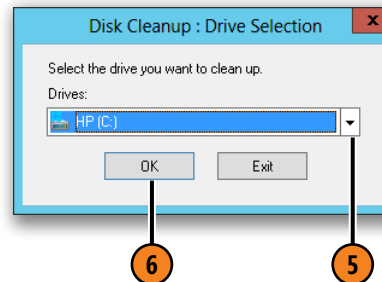 Disk Cleanup : Drive Selection
x
Select the drive you want to clean up.
Drives:
HP (C:)
OK Exit
6 5